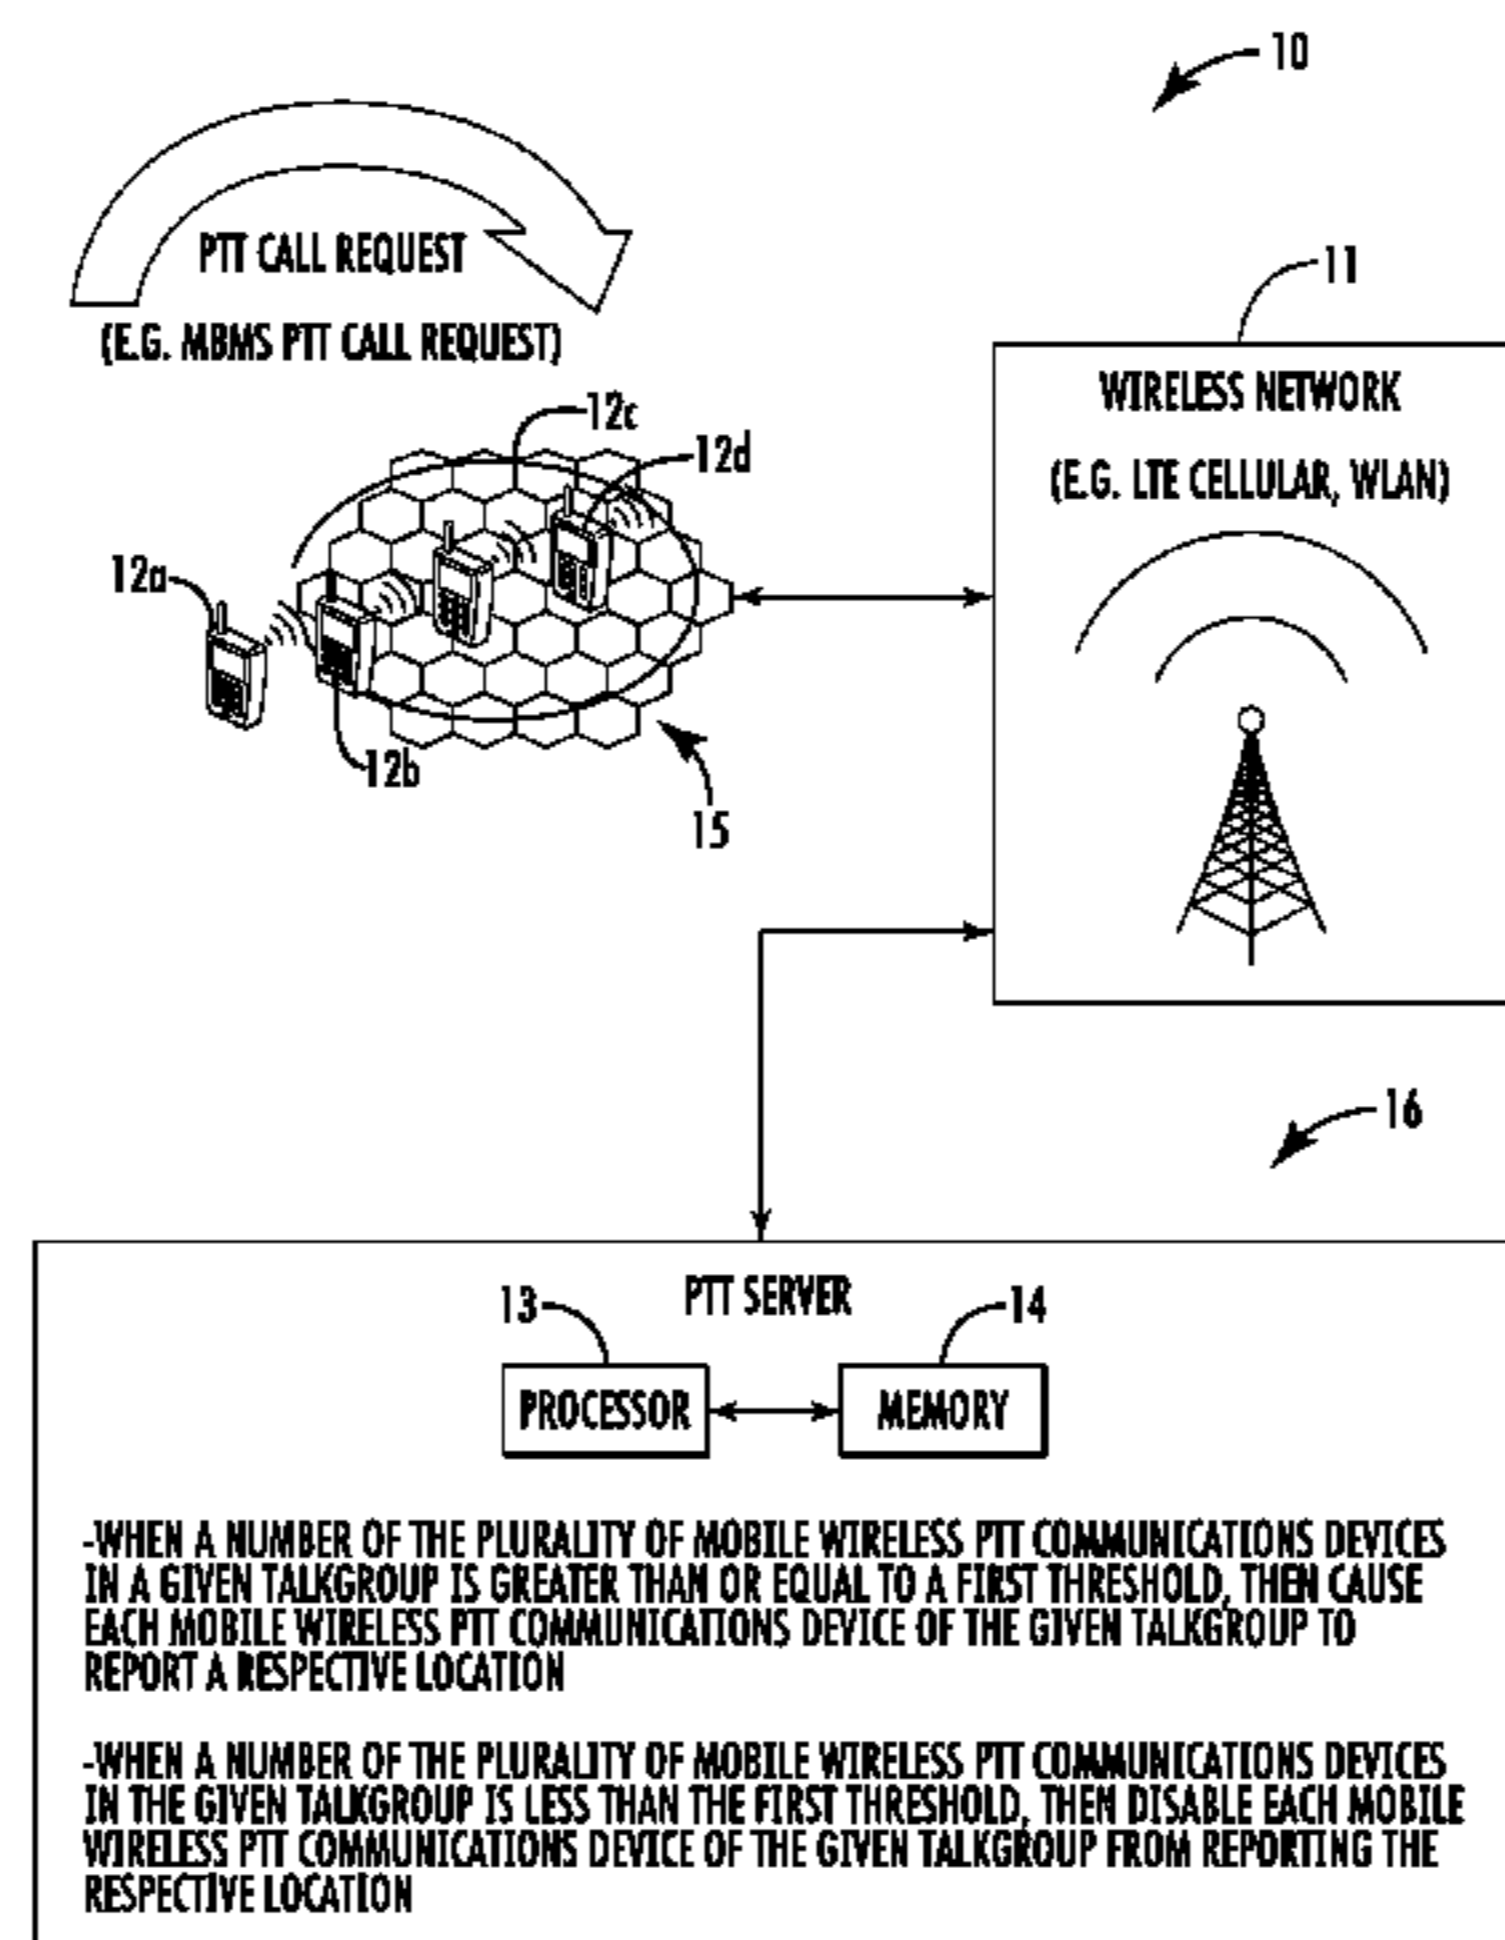 10
PTT CALL REQUEST
(E.G. MBMS PTT CALL REQUEST)
11
WIRELESS NETWORK
(E.G. LTE CELLULAR, WLAN)
12c
12d
12a
12b
15
16
PTT SERVER
13
14
PROCESSOR
MEMORY
-WHEN A NUMBER OF THE PLURALITY OF MOBILE WIRELESS PTT COMMUNICATIONS DEVICES
IN A GIVEN TALKGROUP IS GREATER THAN OR EQUAL TO A FIRST THRESHOLD, THEN CAUSE
EACH MOBILE WIRELESS PTT COMMUNICATIONS DEVICE OF THE GIVEN TALKGROUP TO
REPORT A RESPECTIVE LOCATION
-WHEN A NUMBER OF THE PLURALITY OF MOBILE WIRELESS PTT COMMUNICATIONS DEVICES
IN THE GIVEN TALKGROUP IS LESS THAN THE FIRST THRESHOLD, THEN DISABLE EACH MOBILE
WIRELESS PTT COMMUNICATIONS DEVICE OF THE GIVEN TALKGROUP FROM REPORTING THE
RESPECTIVE LOCATION